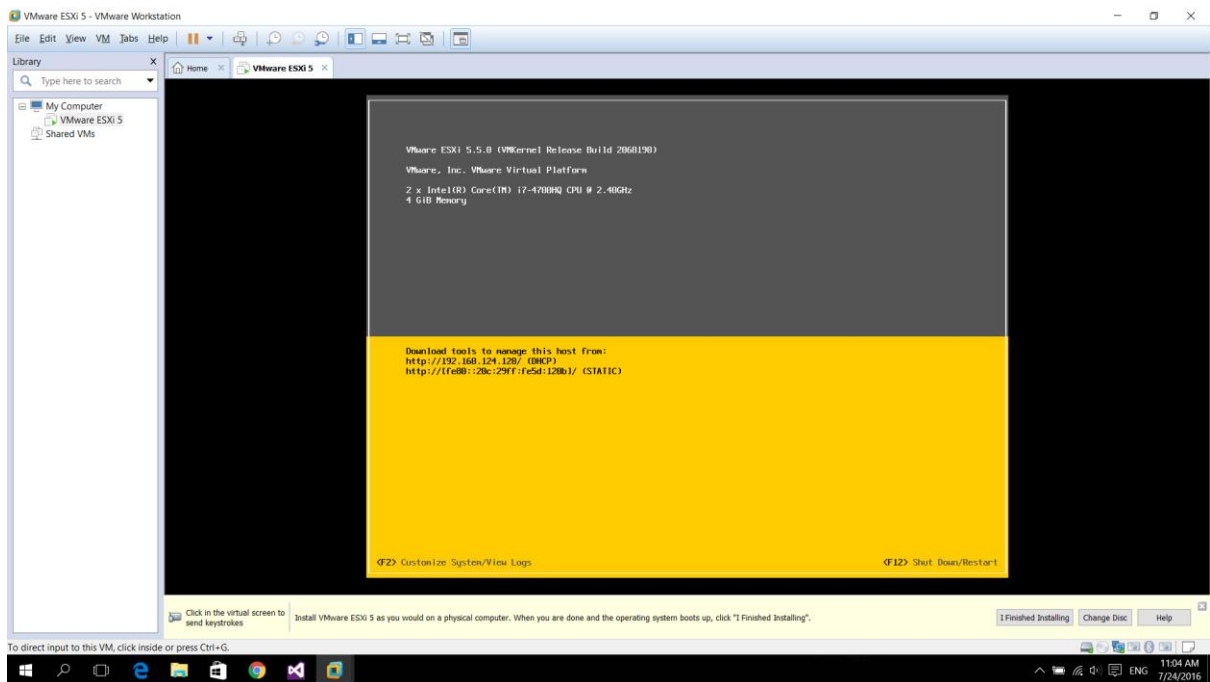 VMware ESXi 5 - VMware Workstation
File Edit View VM Tabs Help
Library X
Home × VMware ESXi 5 ×
Type here to search
My Computer
VMware ESXi 5
Shared VMs
VMware ESXi 5.5.0 (VMKernel Release Build 2068190)
VMware, Inc. VMware Virtual Platform
2 x Intel(R) Core(TM) i7-4700HQ CPU @ 2.40GHz
4 GiB Memory
Download tools to manage this host from:
http://192.168.124.128/ (DHCP)
http://[fe80::20c:29ff:fe5d:120b]/ (STATIC)
<F2> Customize System/View Logs <F12> Shut Down/Restart
Click in the virtual screen to
send keystrokes
Install VMware ESXi 5 as you would on a physical computer. When you are done and the operating system boots up, click "I Finished Installing".
I Finished Installing Change Disc Help
To direct input to this VM, click inside or press Ctrl+G.
ENG
11:04 AM
7/24/2016